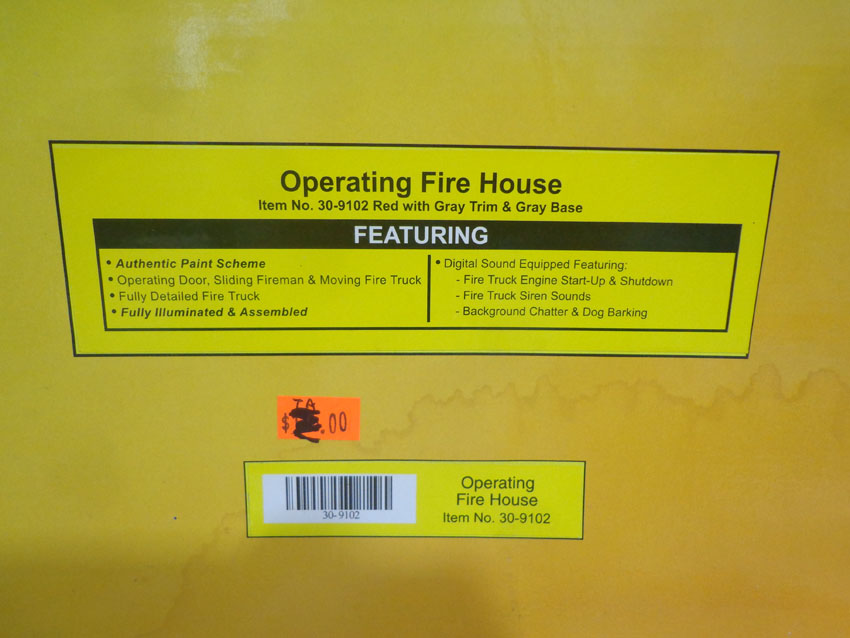 Operating Fire House
Item No. 30-9102 Red with Gray Trim & Gray Base
FEATURING
• Authentic Paint Scheme
• Operating Door, Sliding Fireman & Moving Fire Truck
• Fully Detailed Fire Truck
• Fully Illuminated & Assembled
• Digital Sound Equipped Featuring:
- Fire Truck Engine Start-Up & Shutdown
- Fire Truck Siren Sounds
- Background Chatter & Dog Barking
TA
$ .00
30-9102
Operating
Fire House
Item No. 30-9102